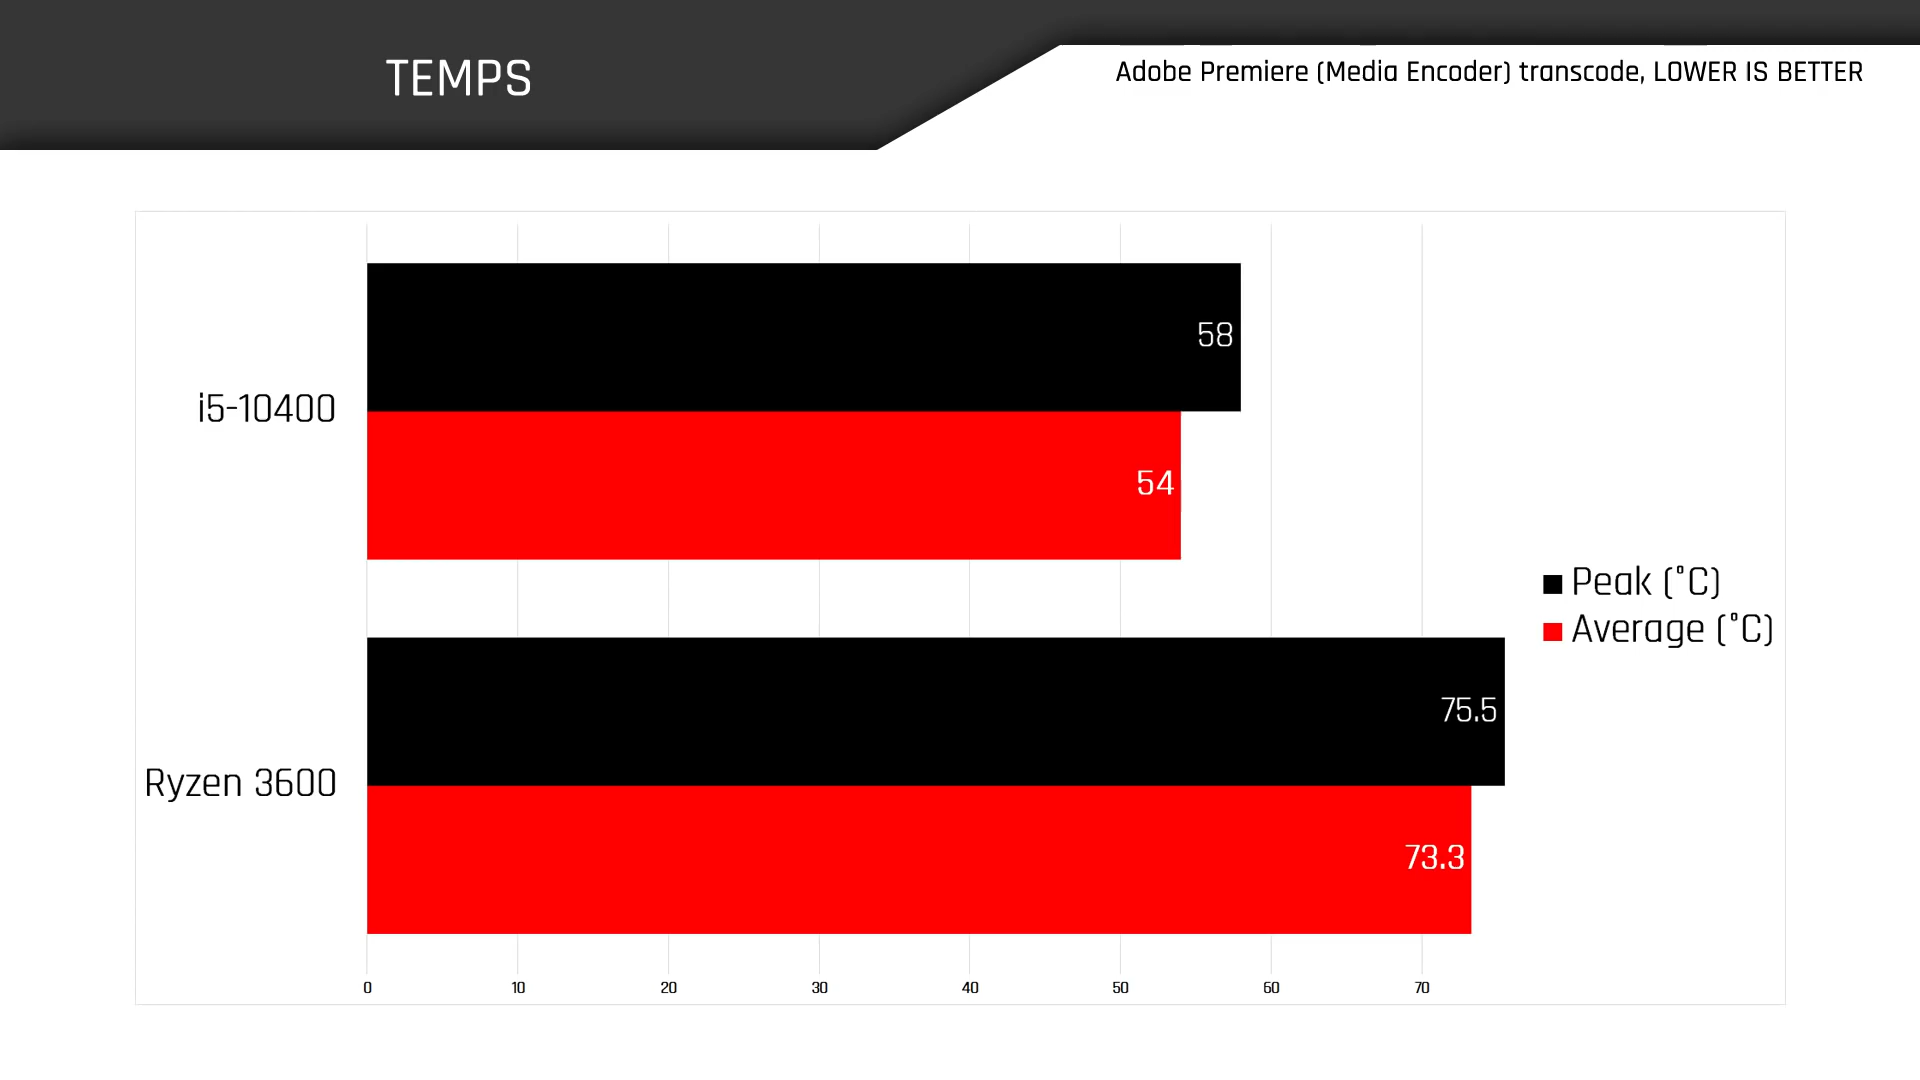 TEMPS
Adobe Premiere (Media Encoder) transcode, LOWER IS BETTER
58
i5-10400
54
Peak (°C)
Average (°C)
75.5
Ryzen 3600
73.3
0 10 20 30 40 50 60 70